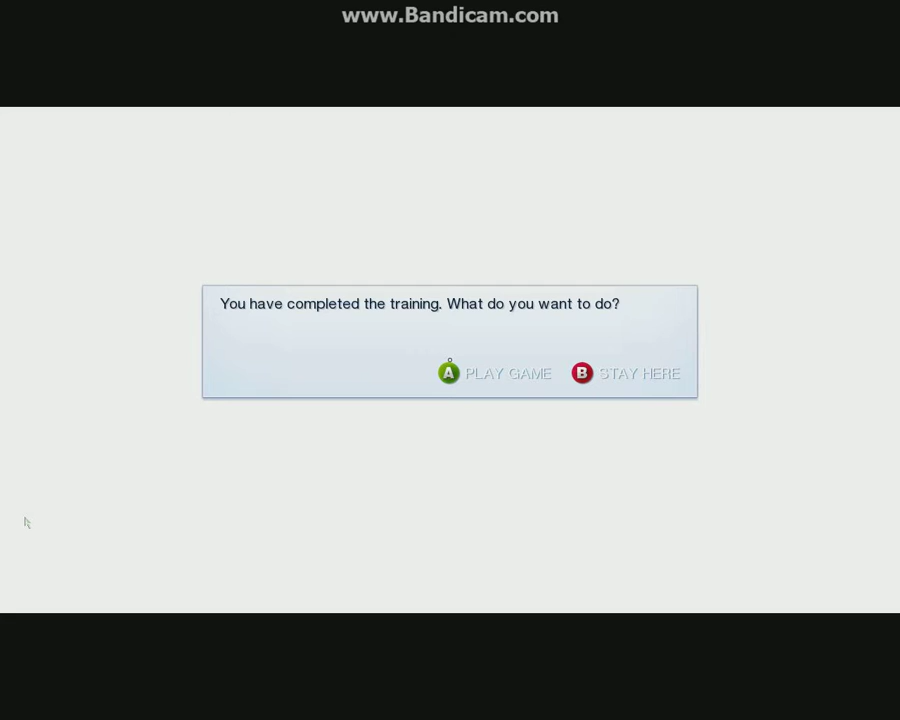 www.Bandicam.com
You have completed the training. What do you want to do?
A PLAY GAME B STAY HERE